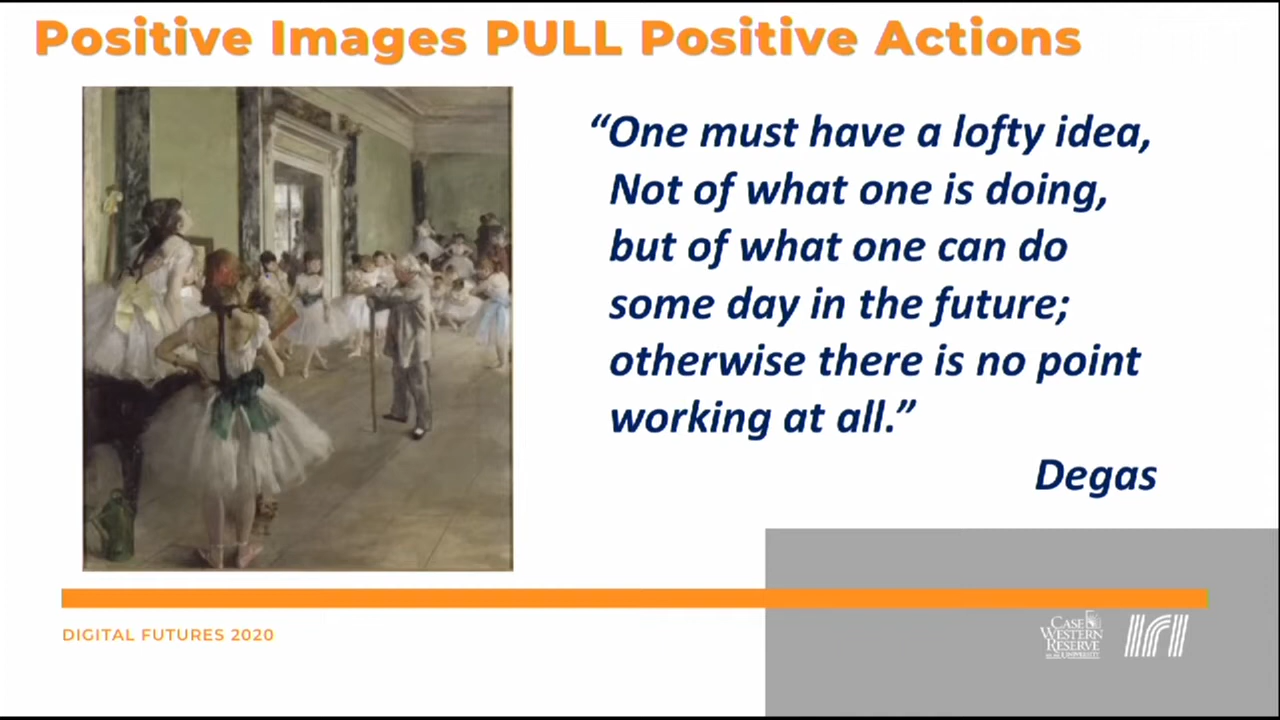 Positive Images PULL Positive Actions
“One must have a lofty idea,
Not of what one is doing,
but of what one can do
some day in the future;
otherwise there is no point
working at all.”
Degas
DIGITAL FUTURES 2020
CASE
WESTERN
RESERVE
UNIVERSITY